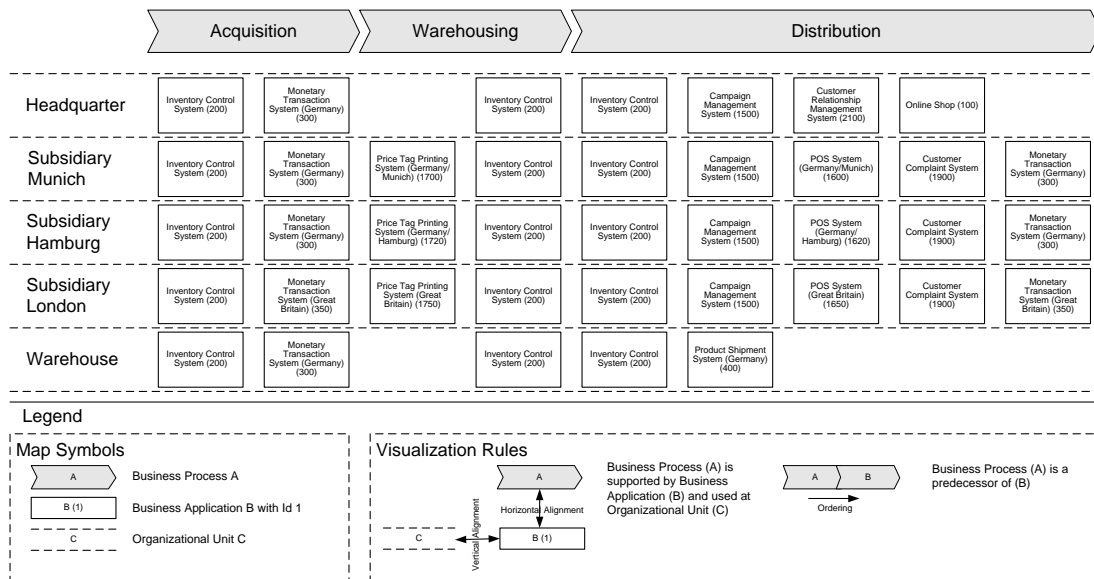 Acquisition
Warehousing
Distribution
Headquarter
Inventory Control
System (200)
Monetary
Transaction
System (Germany)
(300)
Inventory Control
System (200)
Inventory Control
System (200)
Campaign
Management
System (1500)
Customer
Relationship
Management
System (2100)
Online Shop (100)
Subsidiary
Munich
Inventory Control
System (200)
Monetary
Transaction
System (Germany)
(300)
Price Tag Printing
System (Germany/
Munich) (1700)
Inventory Control
System (200)
Inventory Control
System (200)
Campaign
Management
System (1500)
POS System
(Germany/Munich)
(1600)
Customer
Complaint System
(1900)
Monetary
Transaction
System (Germany)
(300)
Subsidiary
Hamburg
Inventory Control
System (200)
Monetary
Transaction
System (Germany)
(300)
Price Tag Printing
System (Germany/
Hamburg) (1720)
Inventory Control
System (200)
Inventory Control
System (200)
Campaign
Management
System (1500)
POS System
(Germany/
Hamburg) (1620)
Customer
Complaint System
(1900)
Monetary
Transaction
System (Germany)
(300)
Subsidiary
London
Inventory Control
System (200)
Monetary
Transaction
System (Great
Britain) (350)
Price Tag Printing
System (Great
Britain) (1750)
Inventory Control
System (200)
Inventory Control
System (200)
Campaign
Management
System (1500)
POS System
(Great Britain)
(1650)
Customer
Complaint System
(1900)
Monetary
Transaction
System (Great
Britain) (350)
Warehouse
Inventory Control
System (200)
Monetary
Transaction
System (Germany)
(300)
Inventory Control
System (200)
Inventory Control
System (200)
Product Shipment
System (Germany)
(400)
Legend
Map Symbols
A
Business Process A
B (1)
Business Application B with Id 1
C
Organizational Unit C
Visualization Rules
A
Horizontal Alignment
C
Vertical Alignment
B (1)
Business Process (A) is
supported by Business
Application (B) and used at
Organizational Unit (C)
A
B
Ordering
Business Process (A) is a
predecessor of (B)